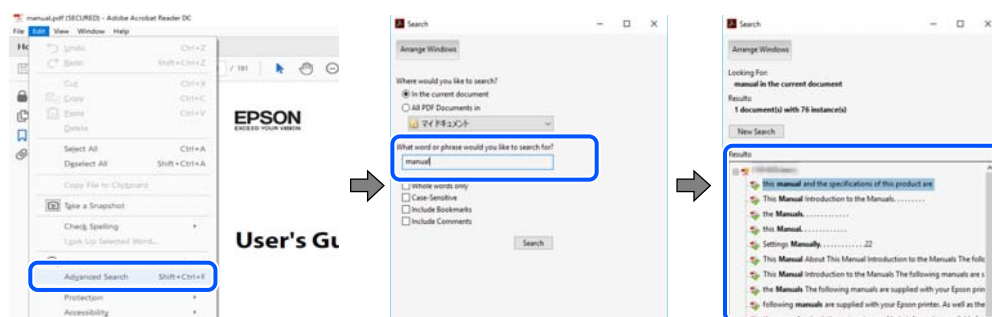 manual.pdf (SECURED) - Adobe Acrobat Reader DC
File Edit View Window Help
Undo Ctrl+Z
Redo Shift+Ctrl+Z
Cut Ctrl+X
Copy Ctrl+C
Paste Ctrl+V
Delete
Select All Ctrl+A
Deselect All Shift+Ctrl+A
Copy File to Clipboard
Take a Snapshot
Check Spelling
Look Up Selected Word...
Advanced Search Shift+Ctrl+F
Protection
Accessibility
/ 181
EPSON
EXCEED YOUR VISION
User's Gu
Search
Arrange Windows
Where would you like to search?
In the current document
All PDF Documents in
マイ ドキュメント
What word or phrase would you like to search for?
manual
Whole words only
Case-Sensitive
Include Bookmarks
Include Comments
Search
Search
Arrange Windows
Looking For:
manual in the current document
Results:
1 document(s) with 76 instance(s)
New Search
Results:
this manual and the specifications of this product are
This Manual Introduction to the Manuals. . . . . . . . .
the Manuals. . . . . . . . . . . . .
this Manual. . . . . . . . . . . . .
Settings Manually. . . . . . . . . . . . .22
This Manual About This Manual Introduction to the Manuals The follo
This Manual Introduction to the Manuals The following manuals are s
the Manuals The following manuals are supplied with your Epson prin
following manuals are supplied with your Epson printer. As well as the